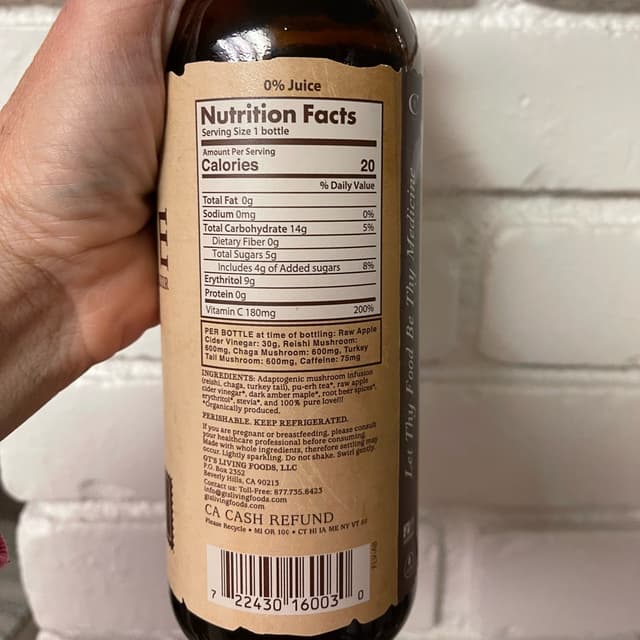 0% Juice
Nutrition Facts
Serving Size 1 bottle
Amount Per Serving
Calories 20
% Daily Value
Total Fat 0g
Sodium 0mg 0%
Total Carbohydrate 14g 5%
Dietary Fiber 0g
Total Sugars 5g
Includes 4g of Added sugars 8%
Erythritol 9g
Protein 0g
Vitamin C 180mg 200%
PER BOTTLE at time of bottling: Raw Apple
Cider Vinegar: 30g, Reishi Mushroom:
600mg, Chaga Mushroom: 600mg, Turkey
Tail Mushroom: 600mg, Caffeine: 75mg
INGREDIENTS: Adaptogenic mushroom infusion
(reishi, chaga, turkey tail), pu-erh tea*, raw apple
cider vinegar*, dark amber maple*, root beer spices*,
erythritol*, stevia*, and 100% pure love!!!
*Organically produced.
PERISHABLE. KEEP REFRIGERATED.
If you are pregnant or breastfeeding, please consult
your healthcare professional before consuming.
Made with whole ingredients, therefore settling may
occur. Lightly sparkling. Do not shake. Swirl gently.
GT'S LIVING FOODS, LLC
P.O. Box 2352
Beverly Hills, CA 90213
Contact us: Toll-Free: 877.735.8423
info@gtslivingfoods.com
gtslivingfoods.com
CA CASH REFUND
Please Recycle • MI OR 10¢ • CT HI IA ME NY VT 5¢
7 22430 16003 0
Let Thy Food Be Thy Medicine